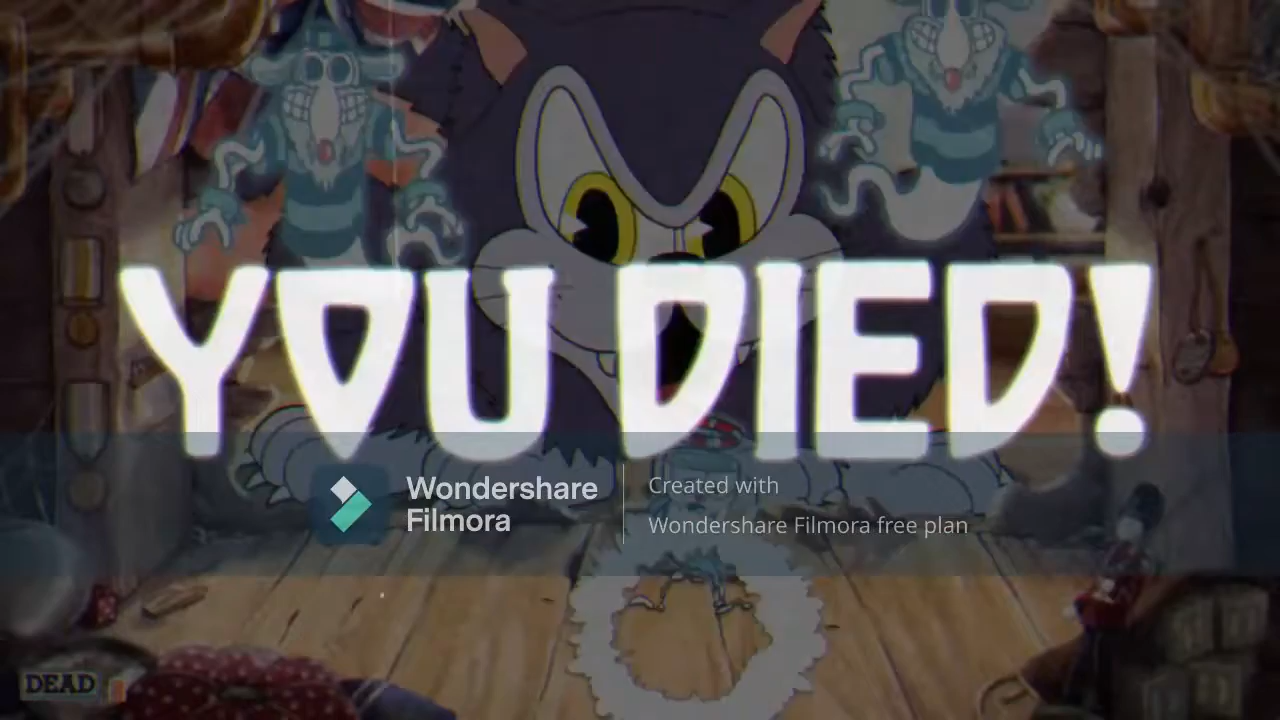 YOU DIED!
Wondershare
Filmora
Created with
Wondershare Filmora free plan
DEAD